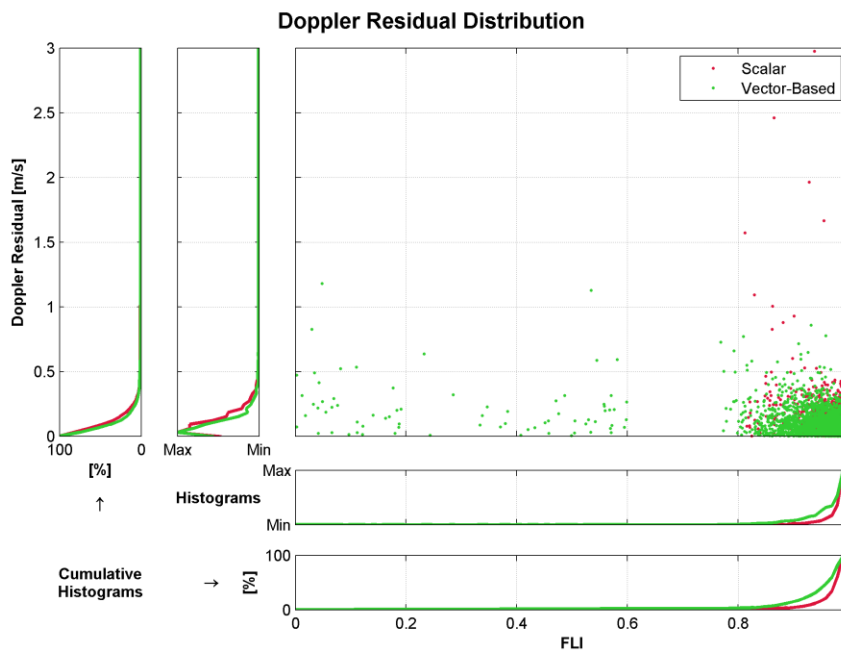 Doppler Residual Distribution
Doppler Residual [m/s]
3
2.5
2
1.5
1
0.5
0
100
0
[%]
↑
Max
Min
Scalar
Vector-Based
Histograms
Max
Min
Cumulative
Histograms
→
[%]
100
0
0
0.2
0.4
0.6
0.8
FLI